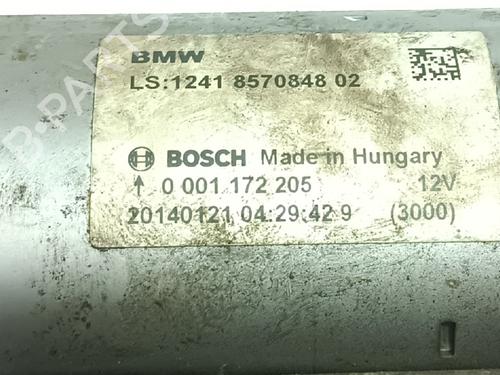 BMW
LS:1241 8570848 02
BOSCH Made in Hungary
↑ 0 001 172 205 12V
20140121 04:29:42 9 (3000)
B-PARTS